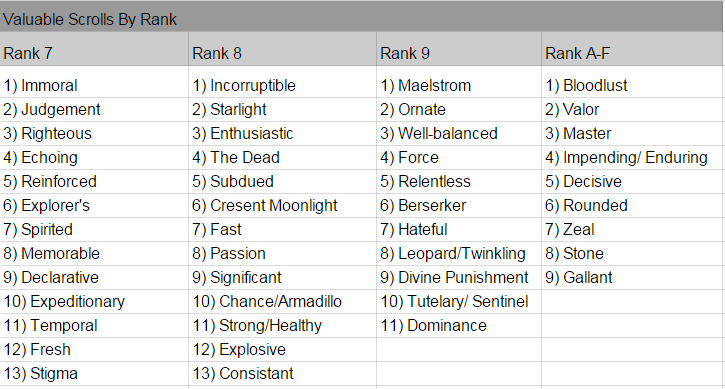 Valuable Scrolls By Rank
Rank 7 Rank 8 Rank 9 Rank A-F
1) Immoral 1) Incorruptible 1) Maelstrom 1) Bloodlust
2) Judgement 2) Starlight 2) Ornate 2) Valor
3) Righteous 3) Enthusiastic 3) Well-balanced 3) Master
4) Echoing 4) The Dead 4) Force 4) Impending/ Enduring
5) Reinforced 5) Subdued 5) Relentless 5) Decisive
6) Explorer's 6) Cresent Moonlight 6) Berserker 6) Rounded
7) Spirited 7) Fast 7) Hateful 7) Zeal
8) Memorable 8) Passion 8) Leopard/Twinkling 8) Stone
9) Declarative 9) Significant 9) Divine Punishment 9) Gallant
10) Expeditionary 10) Chance/Armadillo 10) Tutelary/ Sentinel
11) Temporal 11) Strong/Healthy 11) Dominance
12) Fresh 12) Explosive
13) Stigma 13) Consistant